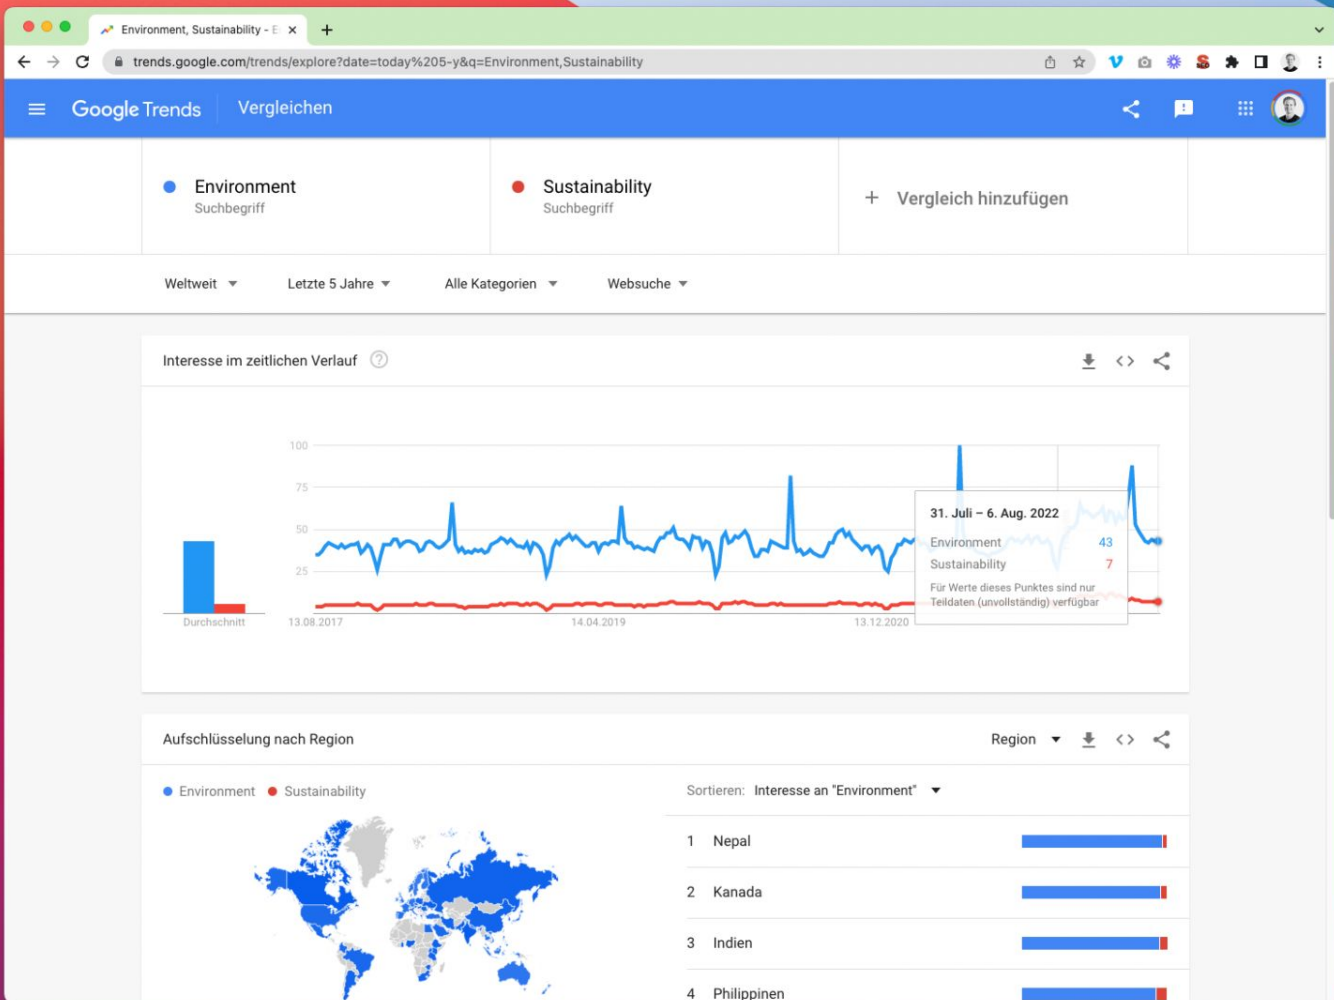 Environment, Sustainability - E
trends.google.com/trends/explore?date=today%205-y&q=Environment,Sustainability
Google Trends
Vergleichen
Environment
Suchbegriff
Sustainability
Suchbegriff
+ Vergleich hinzufügen
Weltweit
Letzte 5 Jahre
Alle Kategorien
Websuche
Interesse im zeitlichen Verlauf
100
75
50
25
Durchschnitt
13.08.2017
14.04.2019
13.12.2020
31. Juli – 6. Aug. 2022
Environment 43
Sustainability 7
Für Werte dieses Punktes sind nur
Teildaten (unvollständig) verfügbar
Aufschlüsselung nach Region
Region
Environment
Sustainability
Sortieren: Interesse an "Environment"
1 Nepal
2 Kanada
3 Indien
4 Philippinen